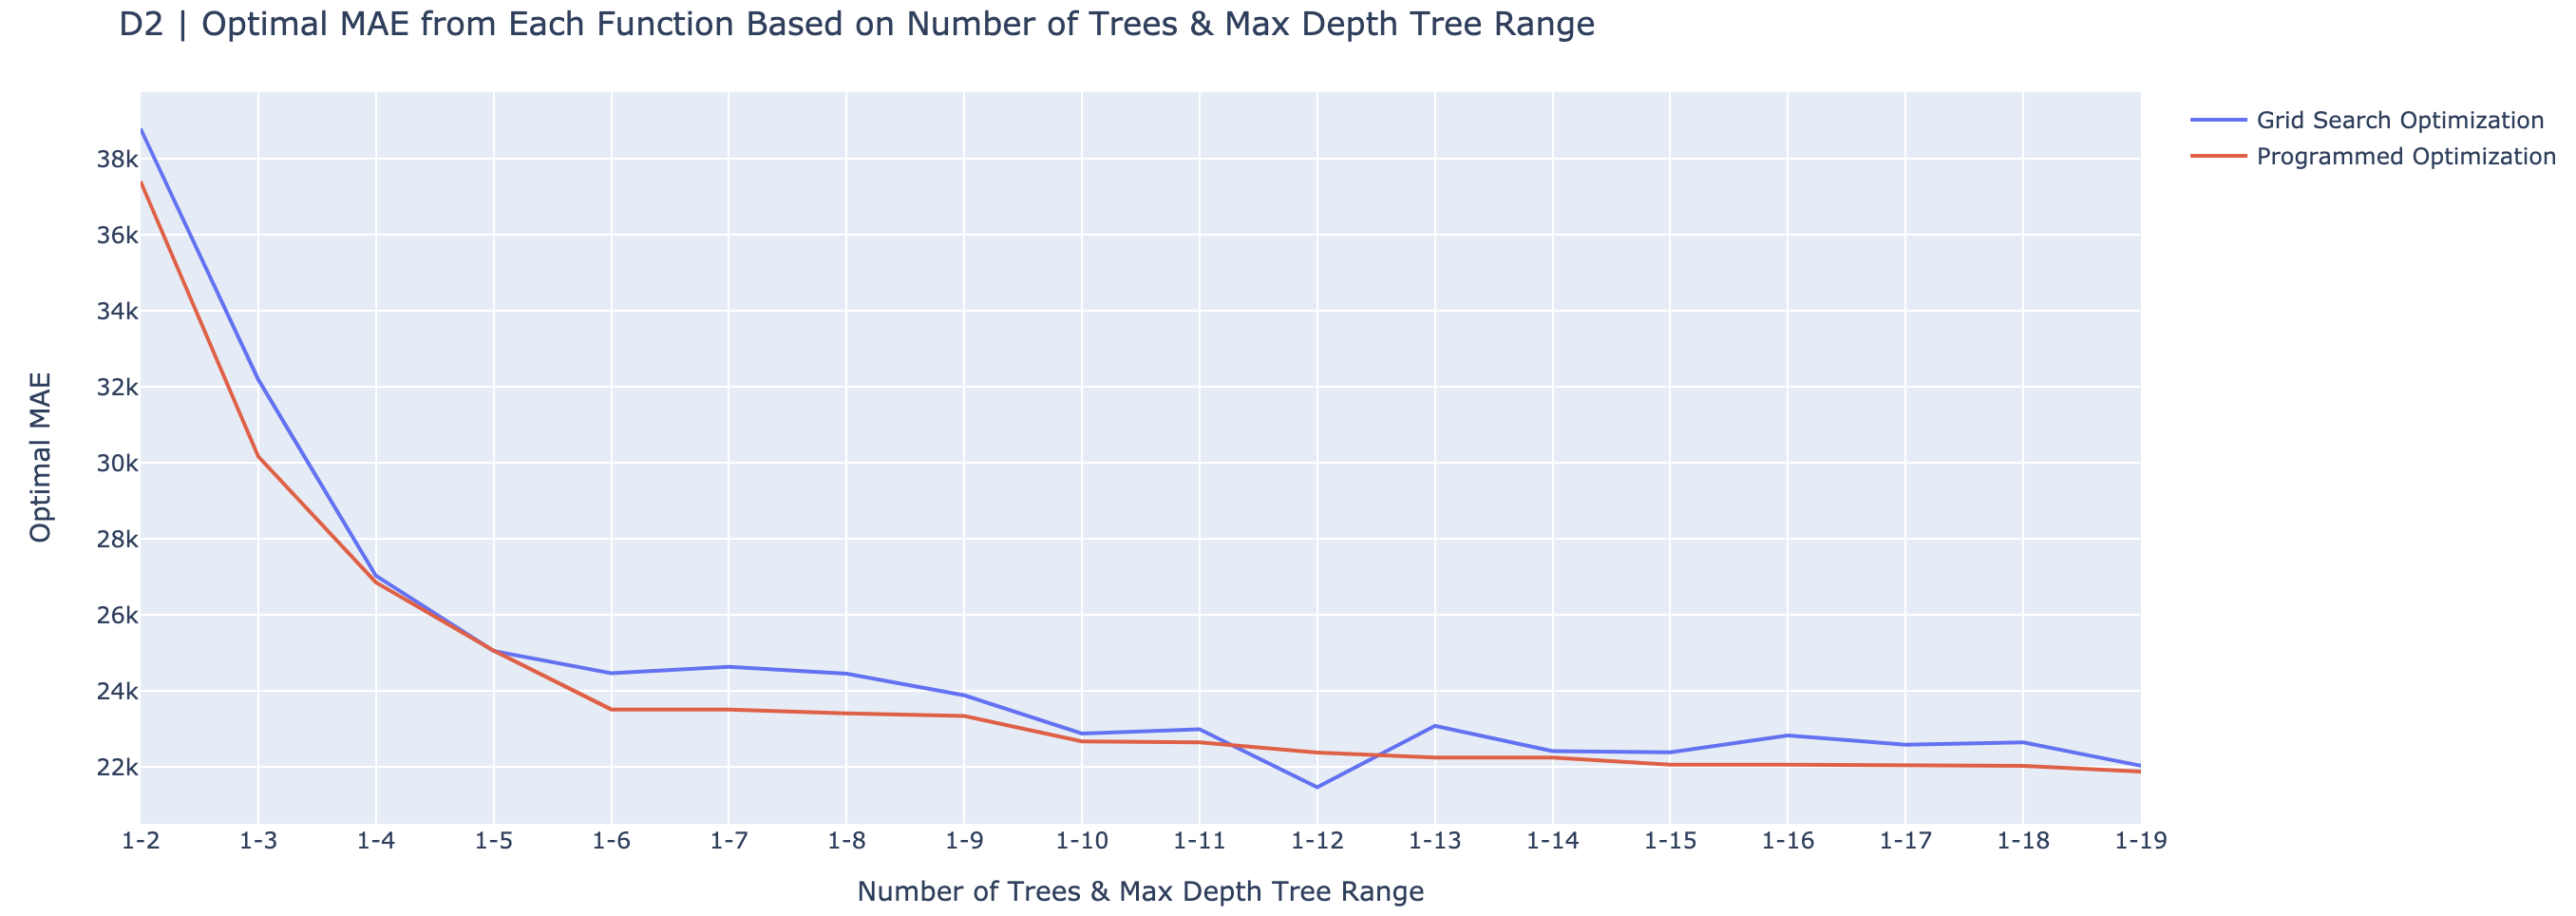 D2 | Optimal MAE from Each Function Based on Number of Trees & Max Depth Tree Range
Grid Search Optimization
Programmed Optimization
Optimal MAE
38k
36k
34k
32k
30k
28k
26k
24k
22k
1-2 1-3 1-4 1-5 1-6 1-7 1-8 1-9 1-10 1-11 1-12 1-13 1-14 1-15 1-16 1-17 1-18 1-19
Number of Trees & Max Depth Tree Range